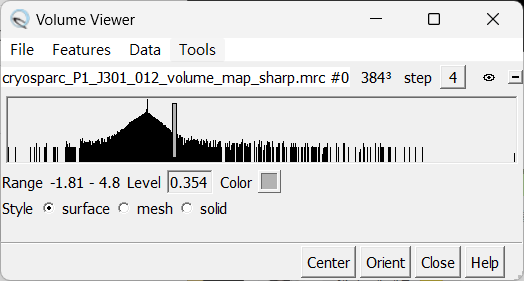 Volume Viewer
File Features Data Tools
cryosparc_P1_J301_012_volume_map_sharp.mrc #0 384³ step 4
Range -1.81 - 4.8 Level 0.354 Color
Style surface mesh solid
Center Orient Close Help